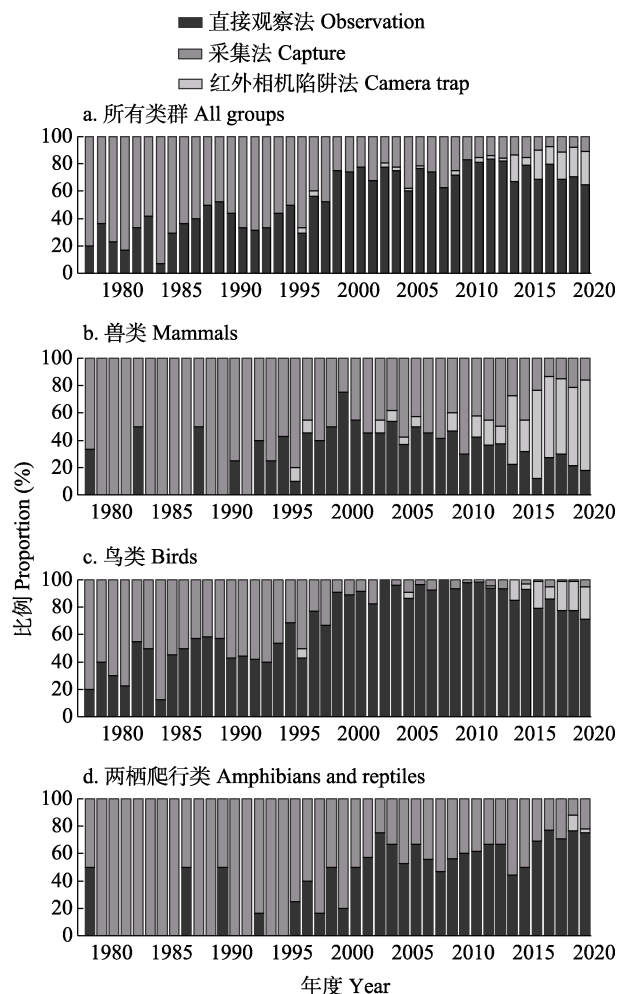 直接观察法 Observation
采集法 Capture
红外相机陷阱法 Camera trap
a. 所有类群 All groups
100
80
60
40
20
0
1980 1985 1990 1995 2000 2005 2010 2015 2020
b. 兽类 Mammals
100
80
60
40
20
0
1980 1985 1990 1995 2000 2005 2010 2015 2020
比例 Proportion (%)
c. 鸟类 Birds
100
80
60
40
20
0
1980 1985 1990 1995 2000 2005 2010 2015 2020
d. 两栖爬行类 Amphibians and reptiles
100
80
60
40
20
0
1980 1985 1990 1995 2000 2005 2010 2015 2020
年度 Year